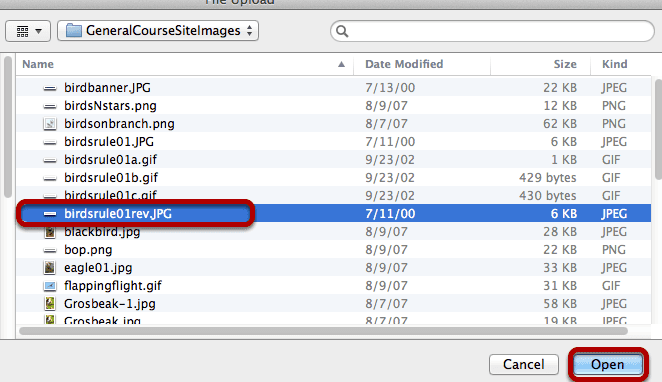 File Upload
GeneralCourseSiteImages
Name Date Modified Size Kind
birdbanner.JPG 7/13/00 22 KB JPEG
birdsNstars.png 8/9/07 12 KB PNG
birdsonbranch.png 8/7/07 62 KB PNG
birdsrule01.JPG 7/11/00 6 KB JPEG
birdsrule01a.gif 9/23/02 6 KB GIF
birdsrule01b.gif 9/23/02 429 bytes GIF
birdsrule01c.gif 9/23/02 430 bytes GIF
birdsrule01rev.JPG 7/11/00 6 KB JPEG
blackbird.jpg 8/9/07 28 KB JPEG
bop.png 8/9/07 22 KB PNG
eagle01.jpg 8/9/07 33 KB JPEG
flappingflight.gif 8/9/07 31 KB GIF
Grosbeak-1.jpg 8/7/07 58 KB JPEG
Grosbeak.jpg 8/7/07 19 KB JPEG
Cancel Open